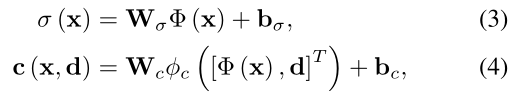 σ (x) = W_σ Φ (x) + b_σ, (3)
c (x, d) = W_c ϕ_c ([Φ (x) , d]^T) + b_c, (4)